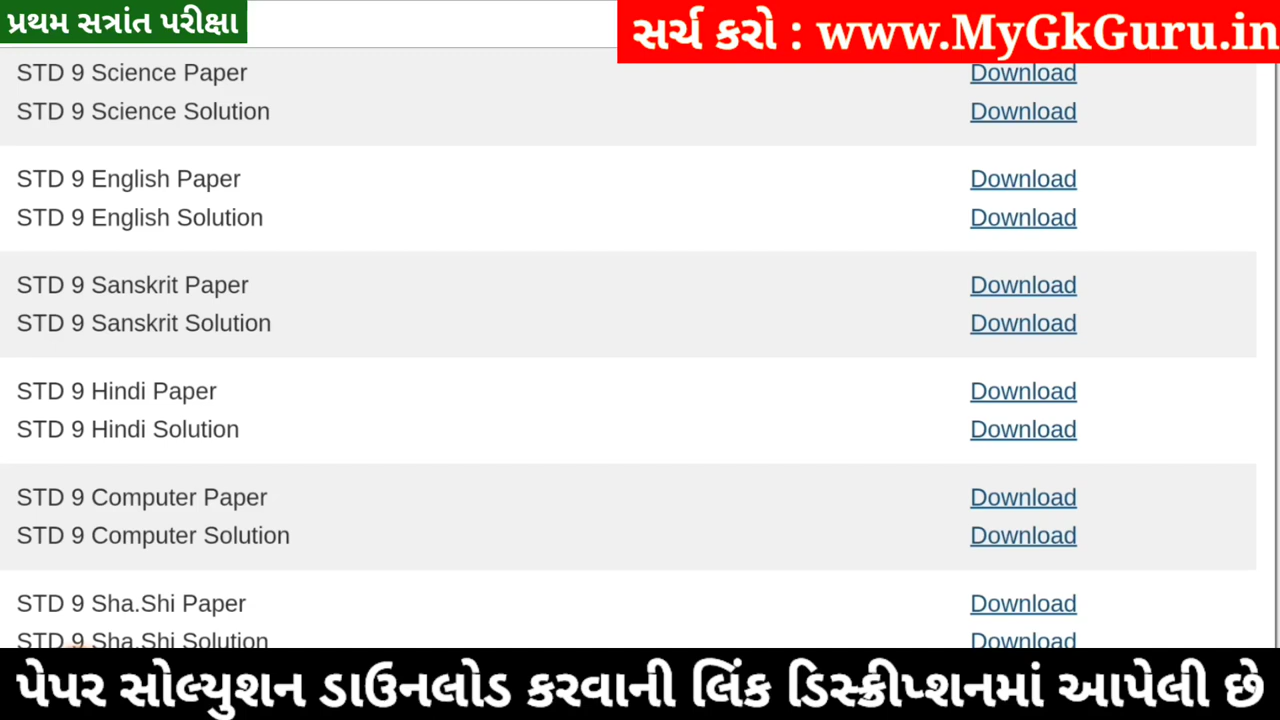 પ્રથમ સત્રાંત પરીક્ષા
સર્ચ કરો : www.MyGkGuru.in
STD 9 Science Paper Download
STD 9 Science Solution Download
STD 9 English Paper Download
STD 9 English Solution Download
STD 9 Sanskrit Paper Download
STD 9 Sanskrit Solution Download
STD 9 Hindi Paper Download
STD 9 Hindi Solution Download
STD 9 Computer Paper Download
STD 9 Computer Solution Download
STD 9 Sha.Shi Paper Download
STD 9 Sha.Shi Solution Download
પેપર સોલ્યુશન ડાઉનલોડ કરવાની લિંક ડિસ્ક્રીપ્શનમાં આપેલી છે